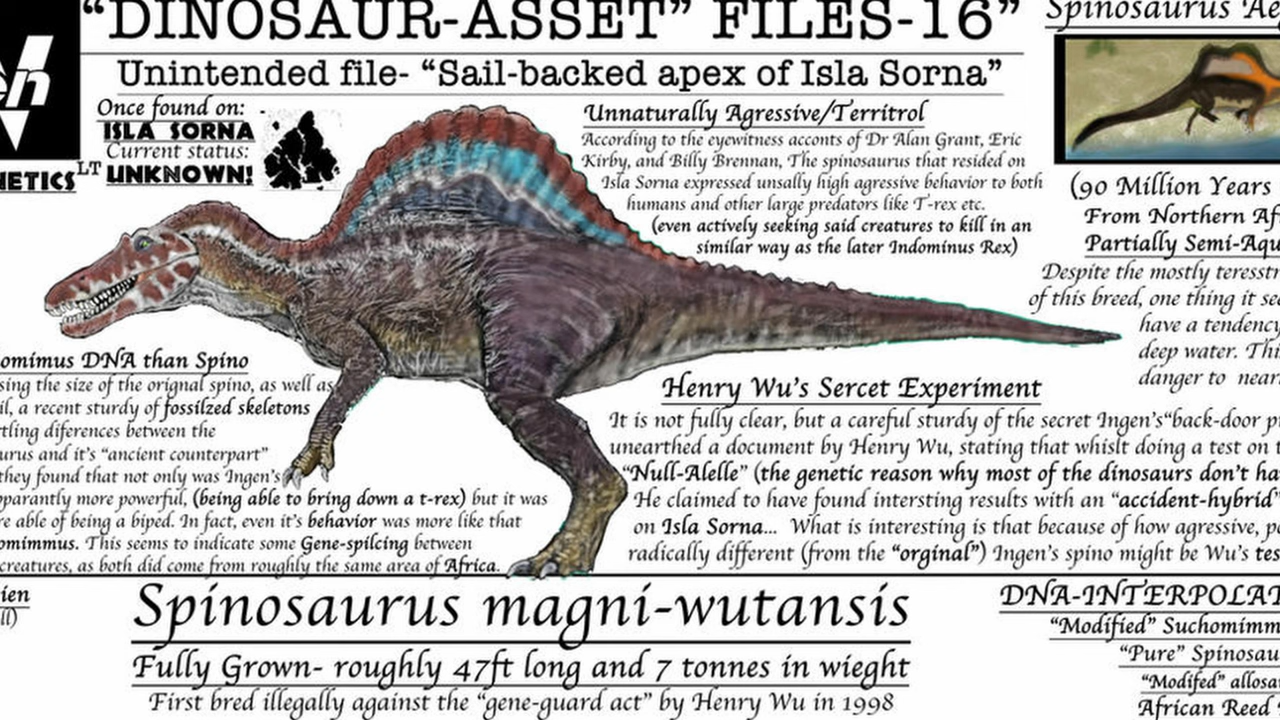 "DINOSAUR-ASSET" FILES-16"
Unintended file- "Sail-backed apex of Isla Sorna"
Once found on:
ISLA SORNA
Current status:
UNKNOWN!
LT
NETICS
Unnaturally Agressive/Territrol
According to the eyewitness acconts of Dr Alan Grant, Eric
Kirby, and Billy Brennan, The spinosaurus that resided on
Isla Sorna expressed unsally high agressive behavior to both
humans and other large predators like T-rex etc.
(even actively seeking said creatures to kill in an
similar way as the later Indominus Rex)
Spinosaurus Ae
(90 Million Years
From Northern Af
Partially Semi-Aqu
Despite the mostly terestr
of this breed, one thing it se
have a tendency
deep water. Thi
danger to near
omimus DNA than Spino
sing the size of the orignal spino, as well as
il, a recent sturdy of fossilzed skeletons
rtling diferences between the
urus and it's "ancient counterpart"
they found that not only was Ingen's
pparantly more powerful, (being able to bring down a t-rex) but it was
re able of being a biped. In fact, even it's behavior was more like that
omimmus. This seems to indicate some Gene-spilcing between
creatures, as both did come from roughly the same area of Africa.
Henry Wu's Sercet Experiment
It is not fully clear, but a careful sturdy of the secret Ingen's"back-door p
unearthed a document by Henry Wu, stating that whislt doing a test on t
"Null-Alelle" (the genetic reason why most of the dinosaurs don't ha
He claimed to have found intersting results with an "accident-hybrid"
on Isla Sorna... What is interesting is that because of how agressive, po
radically different (from the "orginal") Ingen's spino might be Wu's tes
ien
ll)
Spinosaurus magni-wutansis
Fully Grown- roughly 47ft long and 7 tonnes in wieght
First bred illegally against the "gene-guard act" by Henry Wu in 1998
DNA-INTERPOLAT
"Modified" Suchomimm
"Pure" Spinosau
"Modifed" allosa
African Reed